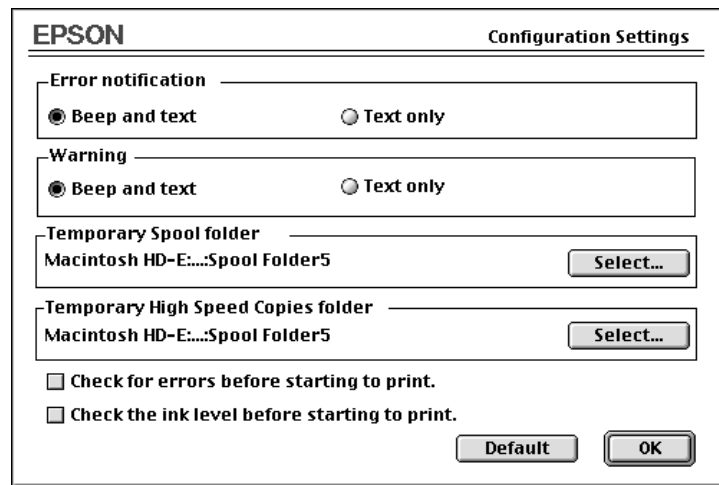 EPSON Configuration Settings
Error notification
Beep and text Text only
Warning
Beep and text Text only
Temporary Spool folder
Macintosh HD-E:...:Spool Folder5 Select...
Temporary High Speed Copies folder
Macintosh HD-E:...:Spool Folder5 Select...
Check for errors before starting to print.
Check the ink level before starting to print.
Default OK